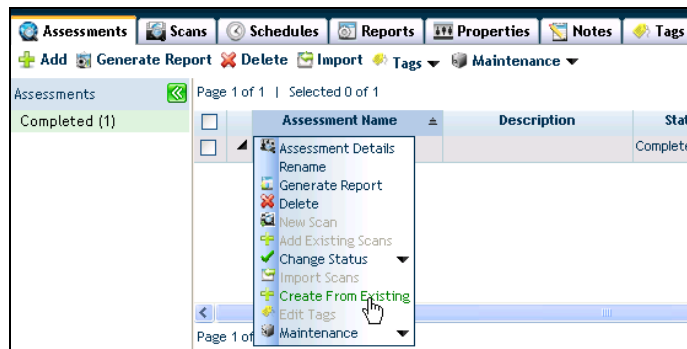 Assessments Scans Schedules Reports Properties Notes Tags
Add Generate Report Delete Import Tags Maintenance
Assessments Page 1 of 1 | Selected 0 of 1
Completed (1) Assessment Name Description
Assessment Details
Rename
Generate Report
Delete
New Scan
Add Existing Scans
Change Status
Import Scans
Create From Existing
Edit Tags
Page 1 of Maintenance